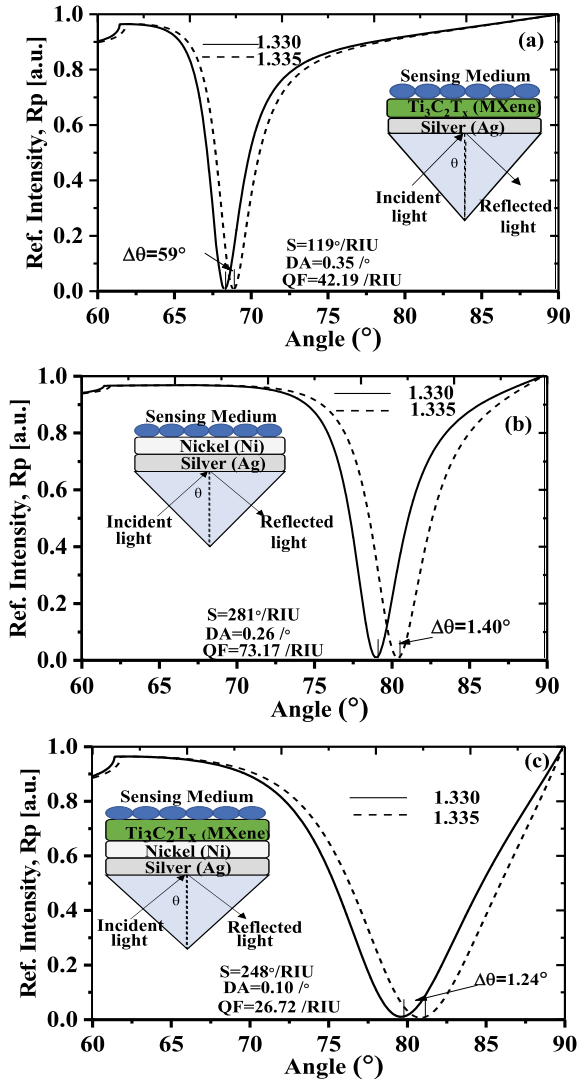 1.0
0.8
0.6
0.4
0.2
0.0
Ref. Intensity, Rp [a.u.]
(a)
1.330
1.335
Sensing Medium
Ti₃C₂Tₓ (MXene)
Silver (Ag)
θ
Incident
light
Reflected
light
Δθ=59°
S=119°/RIU
DA=0.35 /°
QF=42.19 /RIU
60 65 70 75 80 85 90
Angle (°)
1.0
0.8
0.6
0.4
0.2
0.0
Ref. Intensity, Rp [a.u.]
(b)
1.330
1.335
Sensing Medium
Nickel (Ni)
Silver (Ag)
θ
Incident
light
Reflected
light
S=281°/RIU
DA=0.26 /°
QF=73.17 /RIU
Δθ=1.40°
60 65 70 75 80 85 90
Angle (°)
1.0
0.8
0.6
0.4
0.2
0.0
Ref. Intensity, Rp [a.u.]
(c)
1.330
1.335
Sensing Medium
Ti₃C₂Tₓ (MXene)
Nickel (Ni)
Silver (Ag)
θ
Incident
light
Reflected
light
S=248°/RIU
DA=0.10 /°
QF=26.72 /RIU
Δθ=1.24°
60 65 70 75 80 85 90
Angle (°)